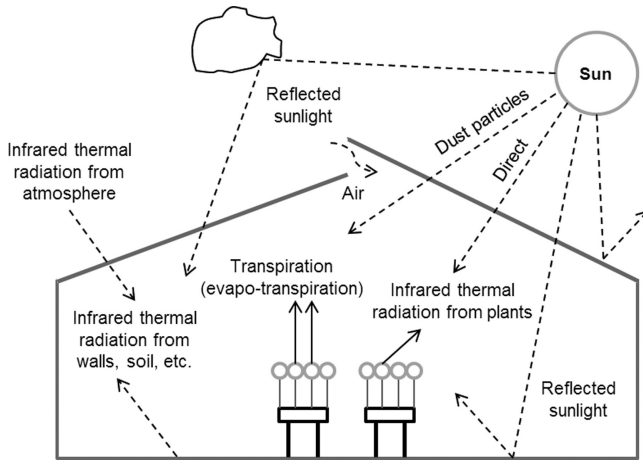 Sun
Reflected
sunlight
Dust particles
Direct
Infrared thermal
radiation from
atmosphere
Air
Transpiration
(evapo-transpiration)
Infrared thermal
radiation from plants
Infrared thermal
radiation from
walls, soil, etc.
Reflected
sunlight